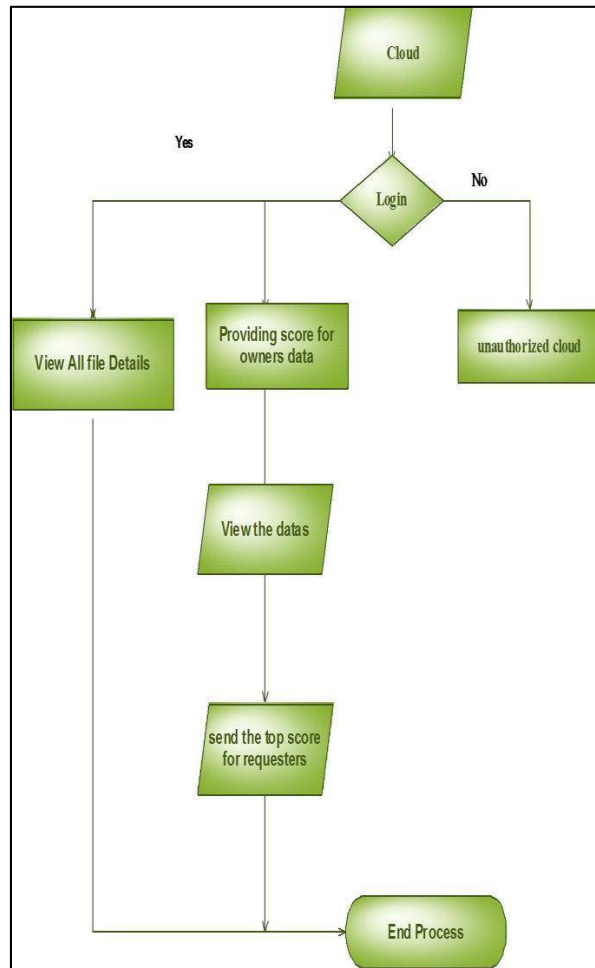 Cloud
Yes
No
Login
Providing score for
owners data
View All file Details
unauthorized cloud
View the datas
send the top score
for requesters
End Process